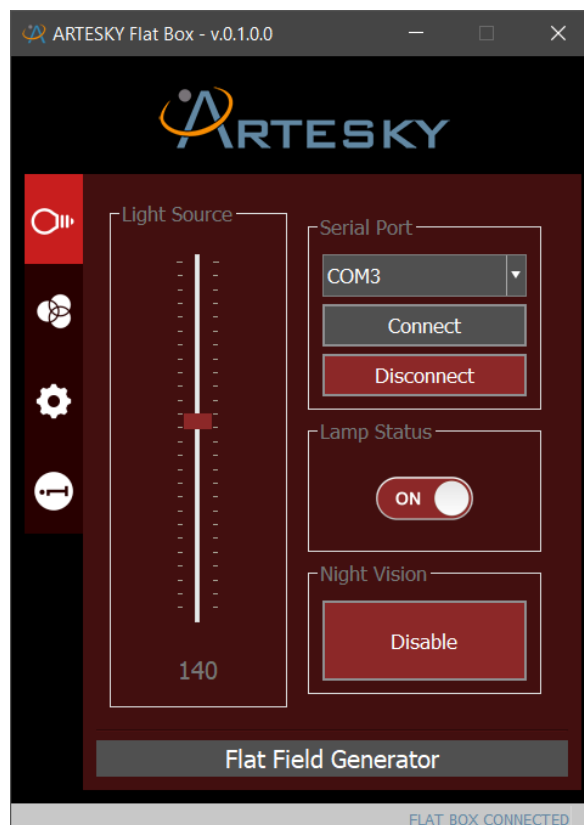 ARTESKY Flat Box - v.0.1.0.0
ARTESKY
Light Source
140
Serial Port
COM3
Connect
Disconnect
Lamp Status
ON
Night Vision
Disable
Flat Field Generator
FLAT BOX CONNECTED